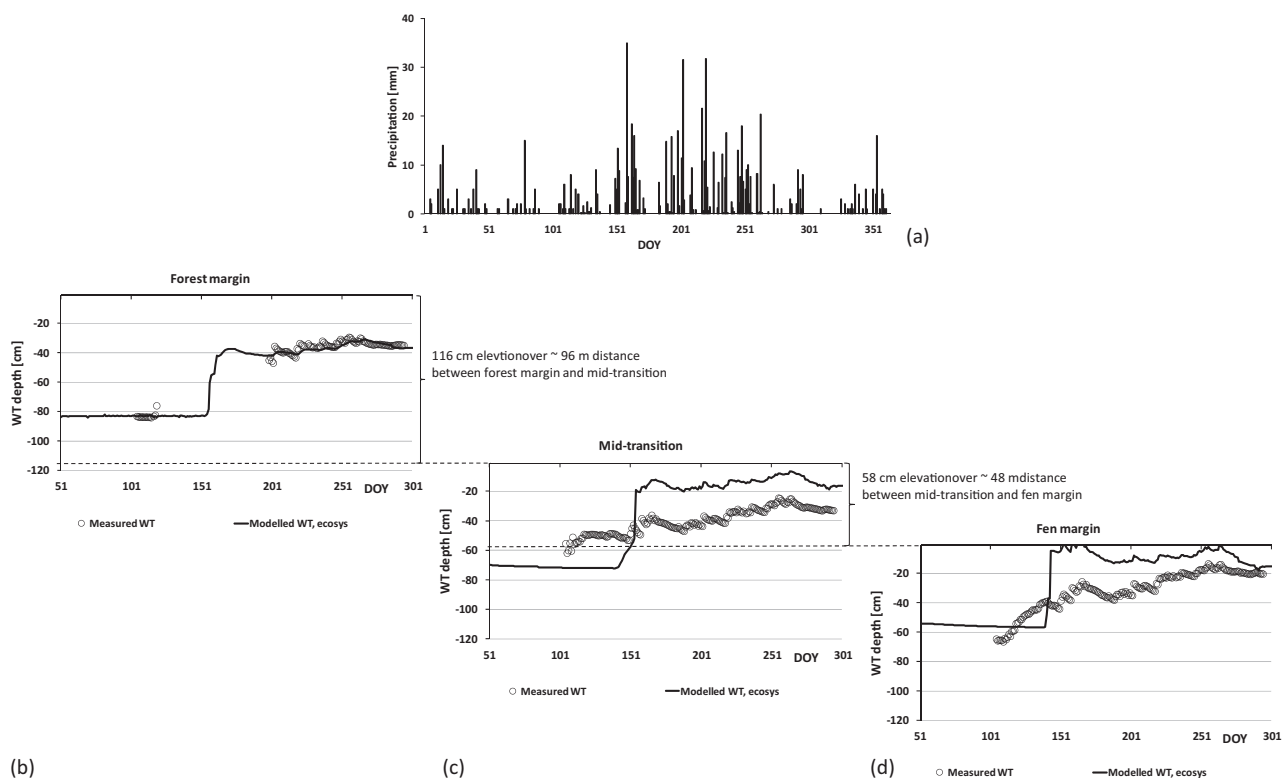 40
30
20
10
0
Precipitation [mm]
1 51 101 151 201 251 301 351
DOY
(a)
Forest margin
-20
-40
-60
-80
-100
-120
WT depth [cm]
51 101 151 201 251 DOY 301
Measured WT Modelled WT, ecosys
116 cm elevtionover ~ 96 m distance
between forest margin and mid-transition
(b)
Mid-transition
-20
-40
-60
-80
-100
-120
WT depth [cm]
51 101 151 201 251 DOY 301
Measured WT Modelled WT, ecosys
58 cm elevationover ~ 48 mdistance
between mid-transition and fen margin
(c)
Fen margin
-20
-40
-60
-80
-100
-120
WT depth [cm]
51 101 151 201 251 DOY 301
Measured WT Modelled WT, ecosys
(d)